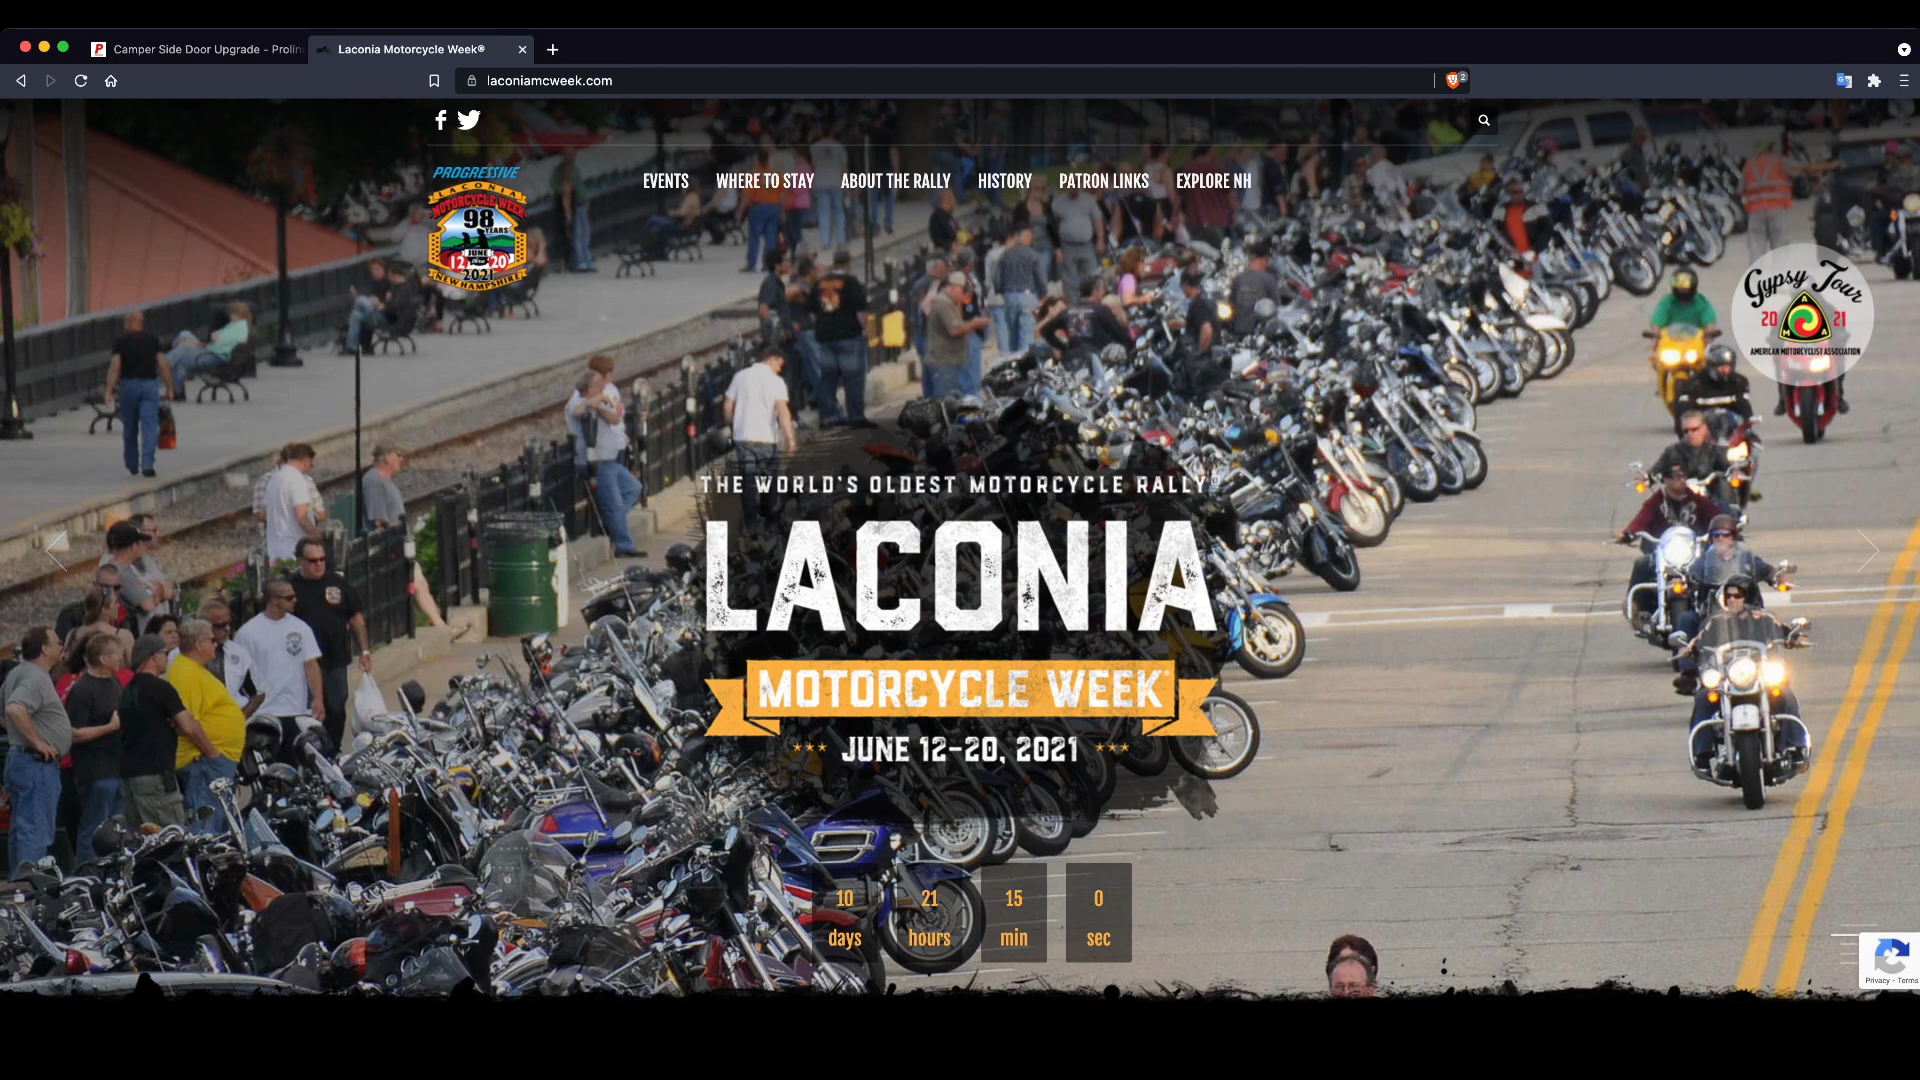 Camper Side Door Upgrade - Prolin
Laconia Motorcycle Week®
laconiamcweek.com
2
PROGRESSIVE
LACONIA
MOTORCYCLE WEEK
98
YEARS
JUNE
12 thru 20
2021
NEW HAMPSHIRE
EVENTS
WHERE TO STAY
ABOUT THE RALLY
HISTORY
PATRON LINKS
EXPLORE NH
Gypsy Tour
20 21
AMA
AMERICAN MOTORCYCLIST ASSOCIATION
THE WORLD'S OLDEST MOTORCYCLE RALLY®
LACONIA
MOTORCYCLE WEEK®
JUNE 12-20, 2021
10 21 15 0
days hours min sec
Privacy - Terms